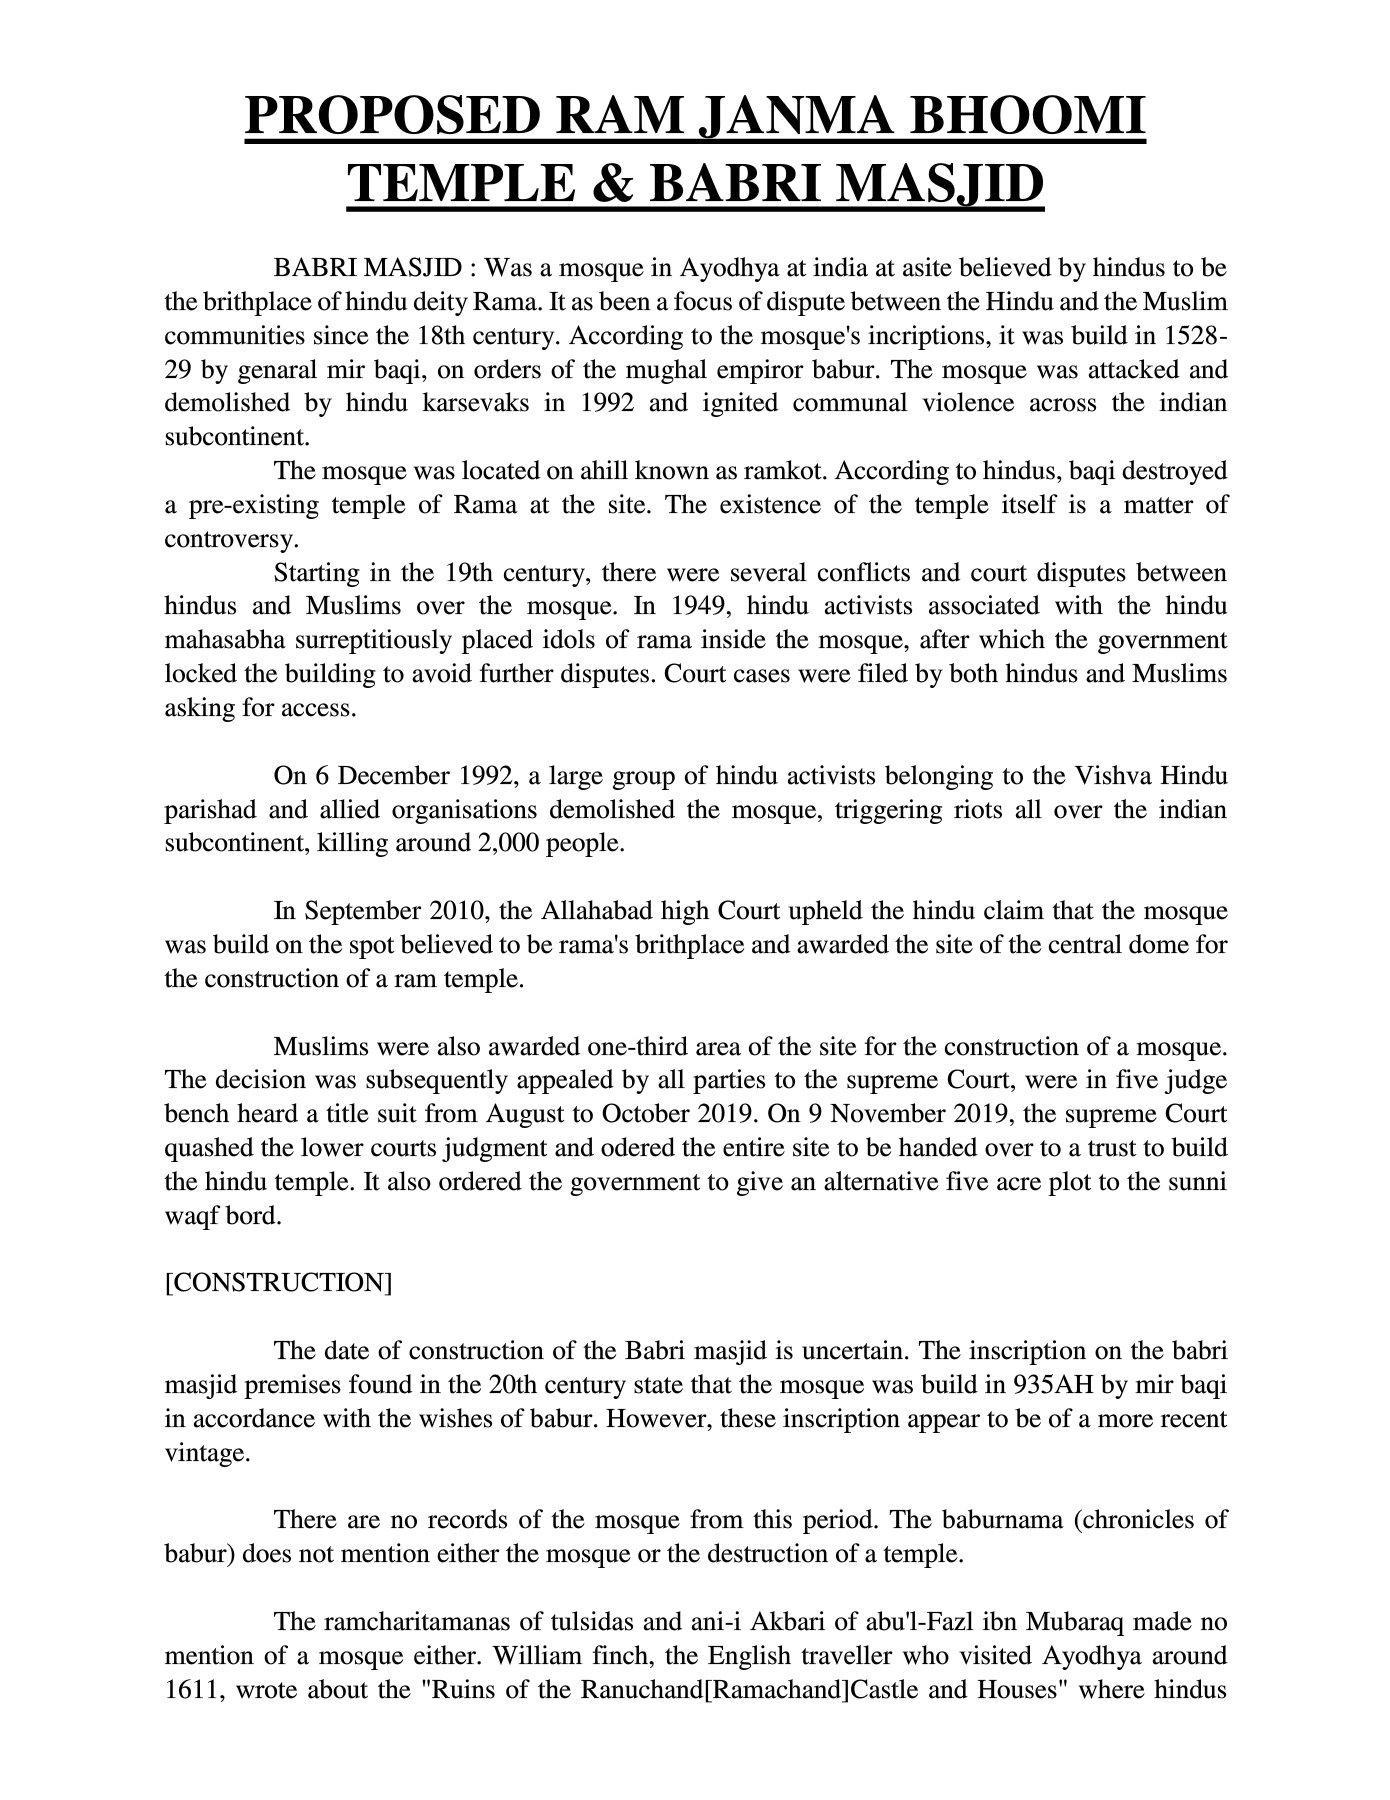 PROPOSED RAM JANMA BHOOMI
TEMPLE & BABRI MASJID
BABRI MASJID : Was a mosque in Ayodhya at india at asite believed by hindus to be
the brithplace of hindu deity Rama. It as been a focus of dispute between the Hindu and the Muslim
communities since the 18th century. According to the mosque's incriptions, it was build in 1528-
29 by genaral mir baqi, on orders of the mughal empiror babur. The mosque was attacked and
demolished by hindu karsevaks in 1992 and ignited communal violence across the indian
subcontinent.
The mosque was located on ahill known as ramkot. According to hindus, baqi destroyed
a pre-existing temple of Rama at the site. The existence of the temple itself is a matter of
controversy.
Starting in the 19th century, there were several conflicts and court disputes between
hindus and Muslims over the mosque. In 1949, hindu activists associated with the hindu
mahasabha surreptitiously placed idols of rama inside the mosque, after which the government
locked the building to avoid further disputes. Court cases were filed by both hindus and Muslims
asking for access.
On 6 December 1992, a large group of hindu activists belonging to the Vishva Hindu
parishad and allied organisations demolished the mosque, triggering riots all over the indian
subcontinent, killing around 2,000 people.
In September 2010, the Allahabad high Court upheld the hindu claim that the mosque
was build on the spot believed to be rama's brithplace and awarded the site of the central dome for
the construction of a ram temple.
Muslims were also awarded one-third area of the site for the construction of a mosque.
The decision was subsequently appealed by all parties to the supreme Court, were in five judge
bench heard a title suit from August to October 2019. On 9 November 2019, the supreme Court
quashed the lower courts judgment and odered the entire site to be handed over to a trust to build
the hindu temple. It also ordered the government to give an alternative five acre plot to the sunni
waqf bord.
[CONSTRUCTION]
The date of construction of the Babri masjid is uncertain. The inscription on the babri
masjid premises found in the 20th century state that the mosque was build in 935AH by mir baqi
in accordance with the wishes of babur. However, these inscription appear to be of a more recent
vintage.
There are no records of the mosque from this period. The baburnama (chronicles of
babur) does not mention either the mosque or the destruction of a temple.
The ramcharitamanas of tulsidas and ani-i Akbari of abu'l-Fazl ibn Mubaraq made no
mention of a mosque either. William finch, the English traveller who visited Ayodhya around
1611, wrote about the "Ruins of the Ranuchand[Ramachand]Castle and Houses" where hindus